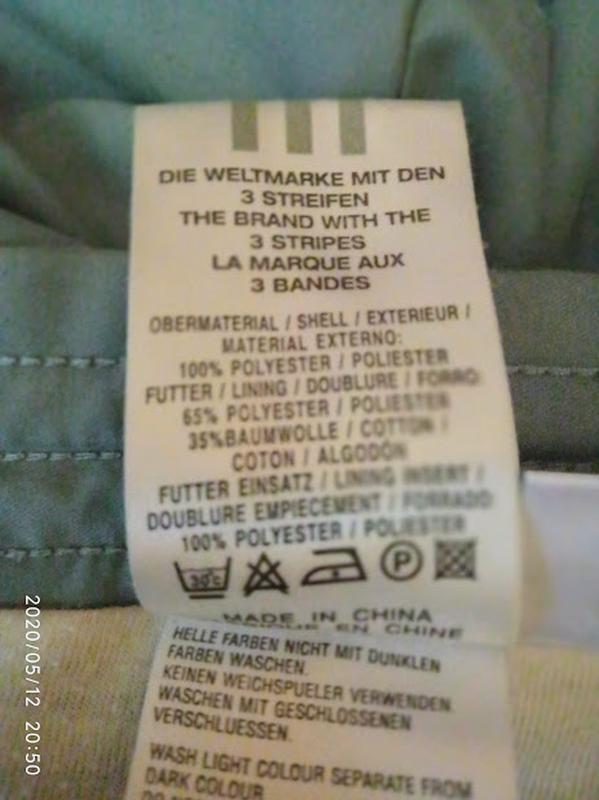 DIE WELTMARKE MIT DEN
3 STREIFEN
THE BRAND WITH THE
3 STRIPES
LA MARQUE AUX
3 BANDES
OBERMATERIAL / SHELL / EXTERIEUR /
MATERIAL EXTERNO:
100% POLYESTER / POLIESTER
FUTTER / LINING / DOUBLURE / FORRO:
65% POLYESTER / POLIESTER
35%BAUMWOLLE / COTTON /
COTON / ALGODÓN
FUTTER EINSATZ / LINING INSERT /
DOUBLURE EMPIECEMENT / FORRADO
100% POLYESTER / POLIESTER
30°C P
MADE IN CHINA
EN CHINE
HELLE FARBEN NICHT MIT DUNKLEN
FARBEN WASCHEN.
KEINEN WEICHSPUELER VERWENDEN
WASCHEN MIT GESCHLOSSENEN
VERSCHLUESSEN.
WASH LIGHT COLOUR SEPARATE FROM
DARK COLOUR
2020/05/12 20:50